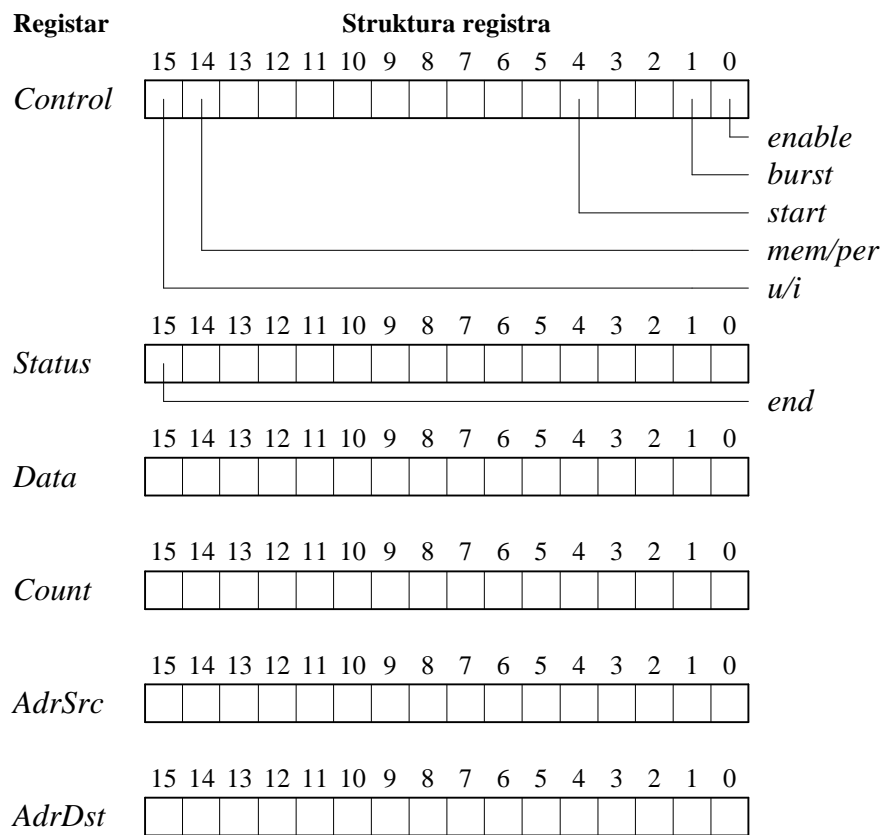 Registar Struktura registra
15 14 13 12 11 10 9 8 7 6 5 4 3 2 1 0
Control
enable
burst
start
mem/per
u/i
15 14 13 12 11 10 9 8 7 6 5 4 3 2 1 0
Status
end
15 14 13 12 11 10 9 8 7 6 5 4 3 2 1 0
Data
15 14 13 12 11 10 9 8 7 6 5 4 3 2 1 0
Count
15 14 13 12 11 10 9 8 7 6 5 4 3 2 1 0
AdrSrc
15 14 13 12 11 10 9 8 7 6 5 4 3 2 1 0
AdrDst